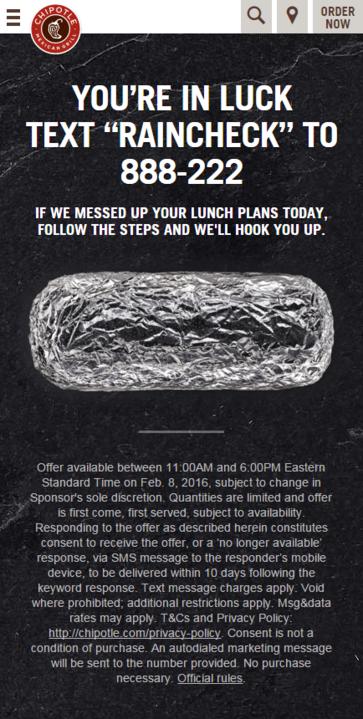 CHIPOTLE
MEXICAN GRILL
ORDER
NOW
YOU'RE IN LUCK
TEXT “RAINCHECK” TO
888-222
IF WE MESSED UP YOUR LUNCH PLANS TODAY,
FOLLOW THE STEPS AND WE'LL HOOK YOU UP.
Offer available between 11:00AM and 6:00PM Eastern
Standard Time on Feb. 8, 2016, subject to change in
Sponsor's sole discretion. Quantities are limited and offer
is first come, first served, subject to availability.
Responding to the offer as described herein constitutes
consent to receive the offer, or a 'no longer available'
response, via SMS message to the responder's mobile
device, to be delivered within 10 days following the
keyword response. Text message charges apply. Void
where prohibited; additional restrictions apply. Msg&data
rates may apply. T&Cs and Privacy Policy:
http://chipotle.com/privacy-policy. Consent is not a
condition of purchase. An autodialed marketing message
will be sent to the number provided. No purchase
necessary. Official rules.